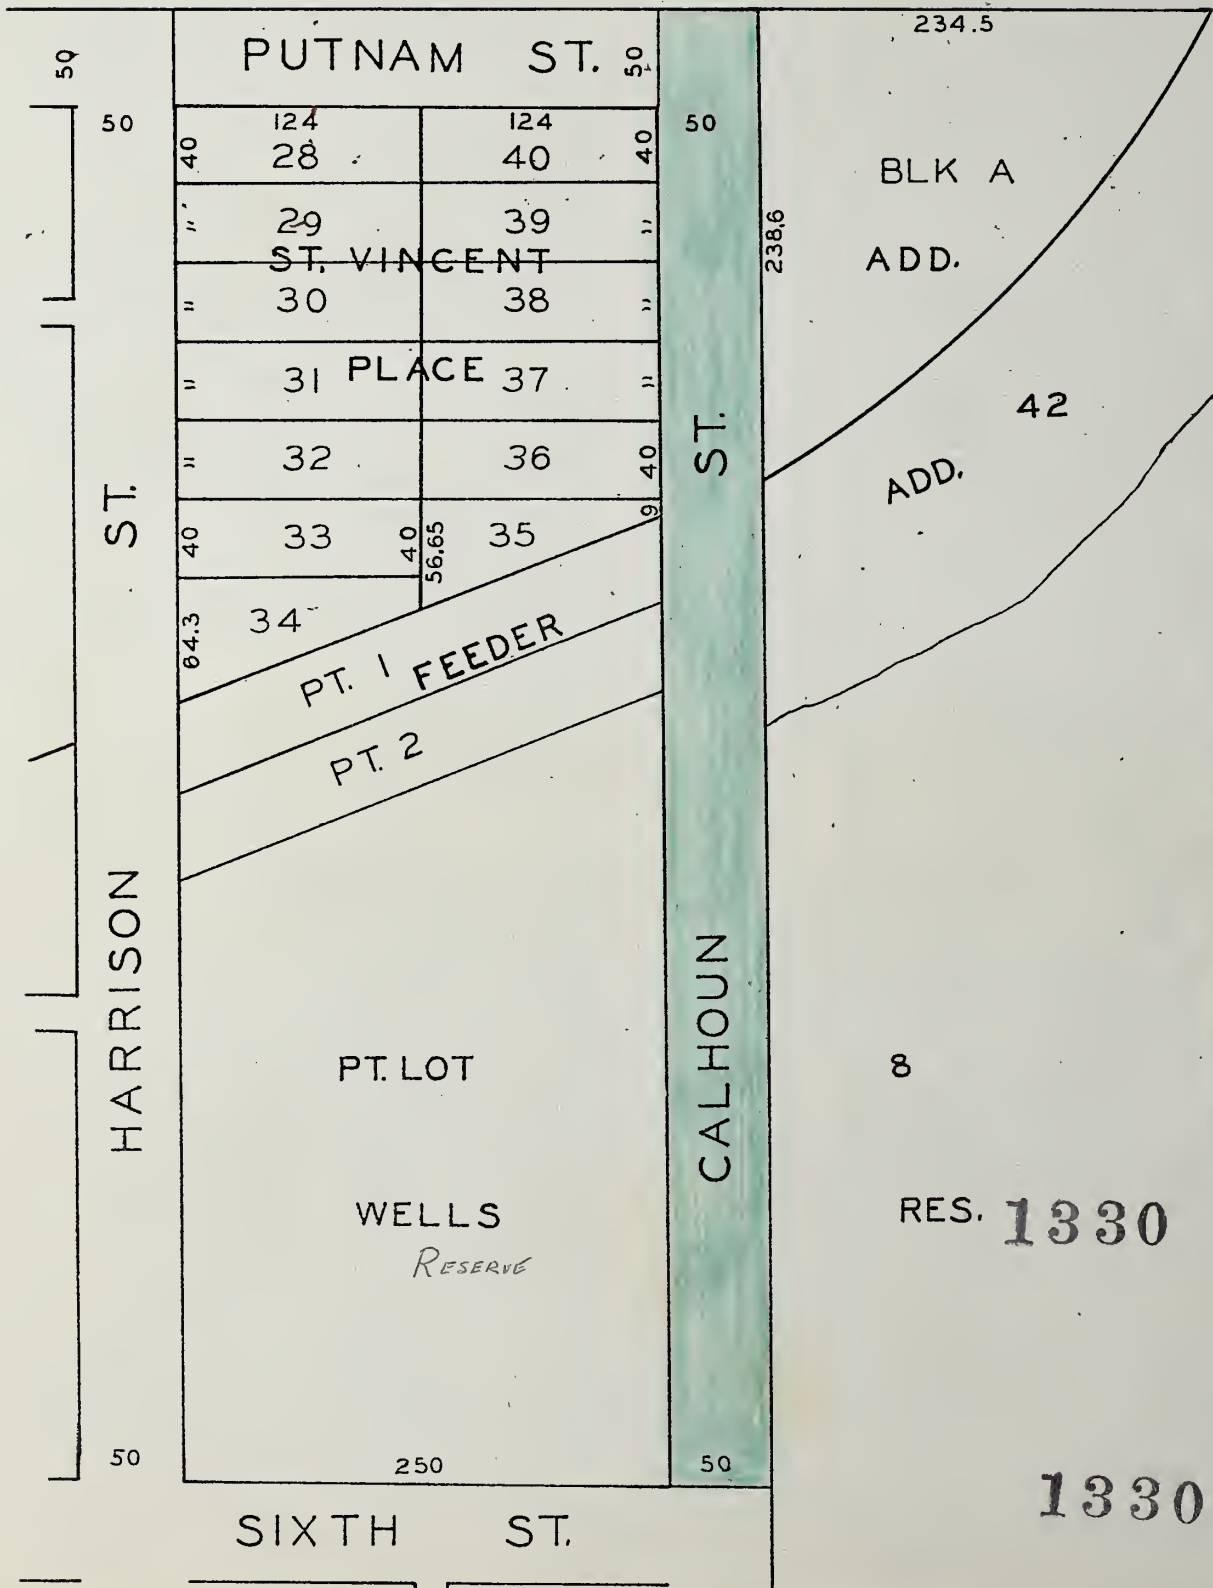 234.5
50
PUTNAM ST. 50
50 124 124 50
40 28 40 40
BLK A
" 29 39 "
ST. VINCENT
238.6 ADD.
" 30 38 "
PLACE
" 31 37 "
42
" 32 36 40
ADD.
40 33 40 56.65 35 9
64.3 34
PT. 1 FEEDER
PT. 2
HARRISON ST.
CALHOUN ST.
PT. LOT 8
WELLS RES. 1330
RESERVE
50 250 50
1330
SIXTH ST.